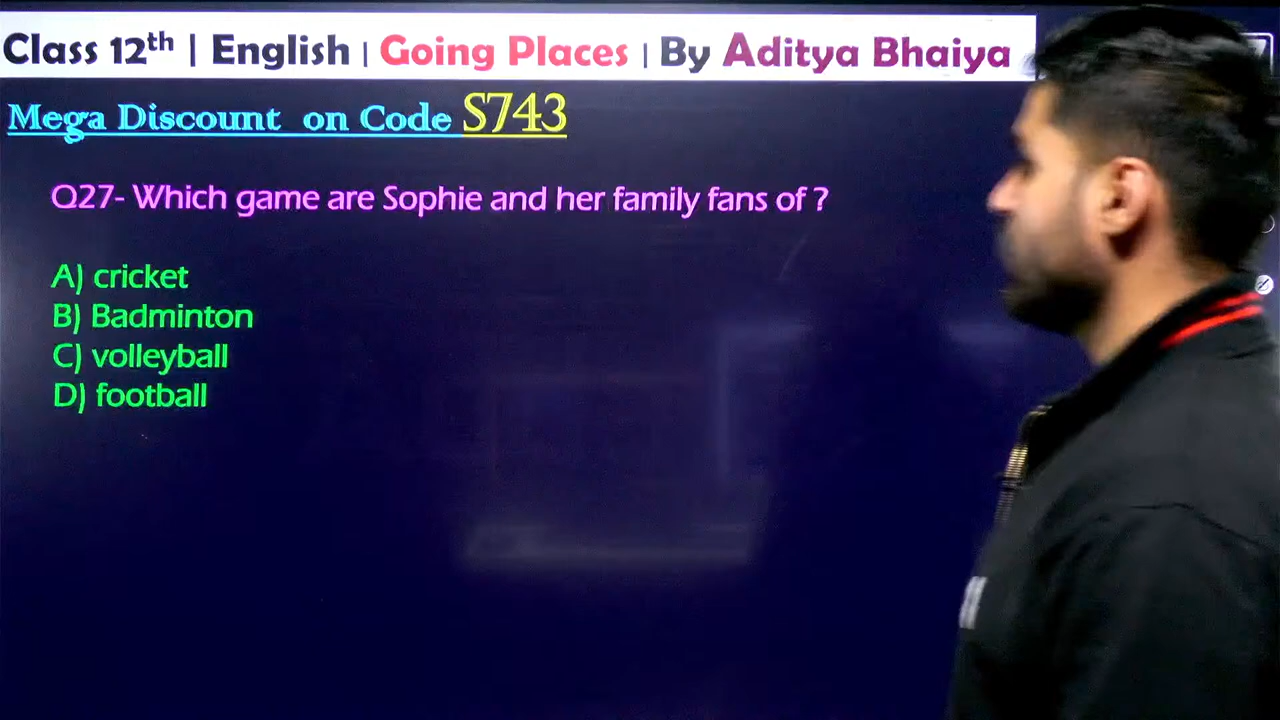 Class 12th | English | Going Places | By Aditya Bhaiya
Mega Discount on Code S743
Q27- Which game are Sophie and her family fans of ?
A) cricket
B) Badminton
C) volleyball
D) football